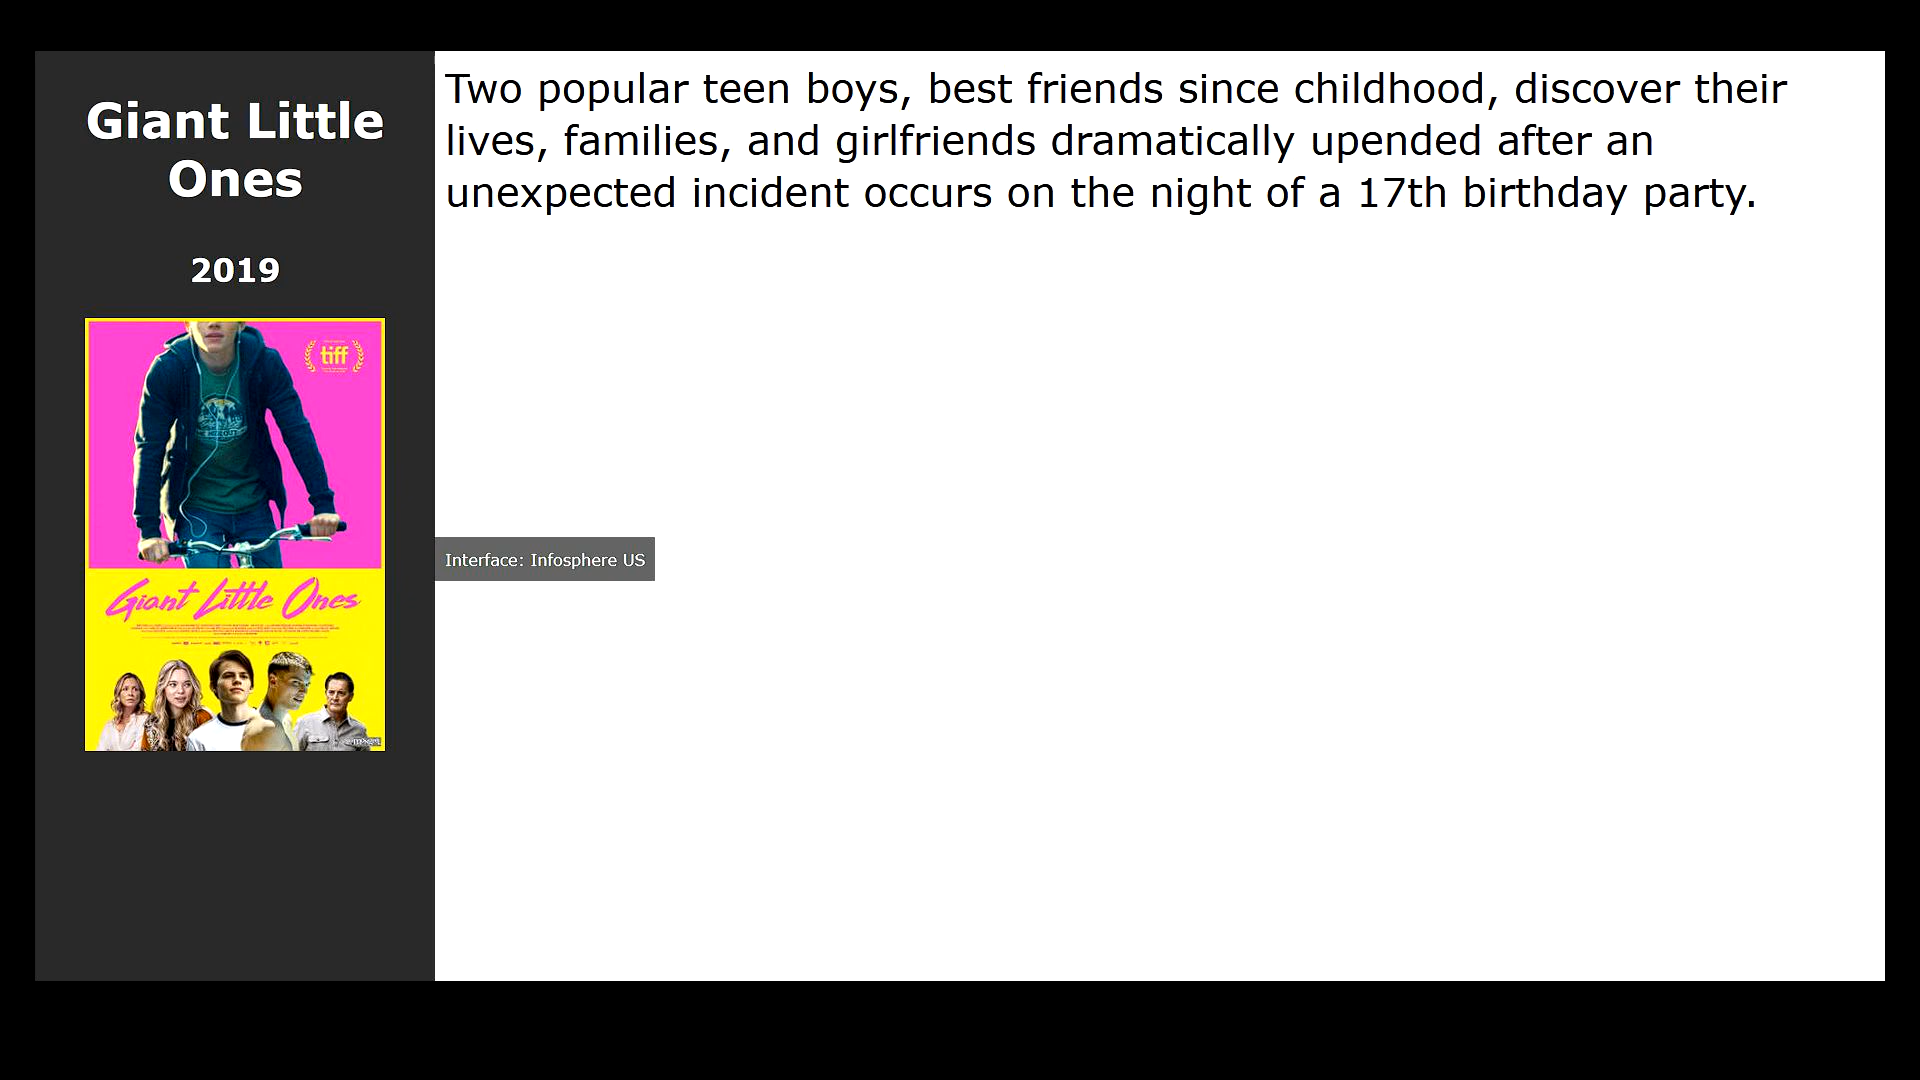 Giant Little
Ones
2019
tiff
Giant Little Ones
Two popular teen boys, best friends since childhood, discover their
lives, families, and girlfriends dramatically upended after an
unexpected incident occurs on the night of a 17th birthday party.
Interface: Infosphere US